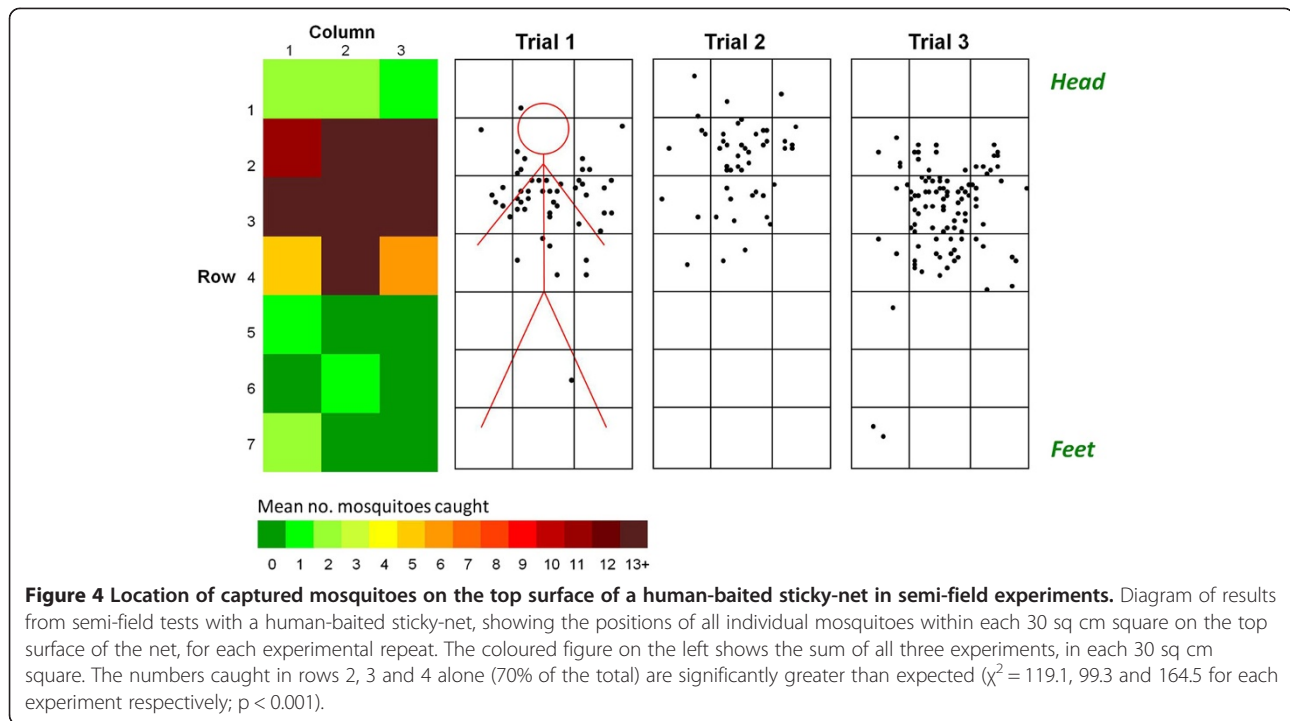 Column
1 2 3
Trial 1 Trial 2 Trial 3
Head
1
2
3
Row 4
5
6
7
Feet
Mean no. mosquitoes caught
0 1 2 3 4 5 6 7 8 9 10 11 12 13+
Figure 4 Location of captured mosquitoes on the top surface of a human-baited sticky-net in semi-field experiments. Diagram of results
from semi-field tests with a human-baited sticky-net, showing the positions of all individual mosquitoes within each 30 sq cm square on the top
surface of the net, for each experimental repeat. The coloured figure on the left shows the sum of all three experiments, in each 30 sq cm
square. The numbers caught in rows 2, 3 and 4 alone (70% of the total) are significantly greater than expected (χ² = 119.1, 99.3 and 164.5 for each
experiment respectively; p < 0.001).